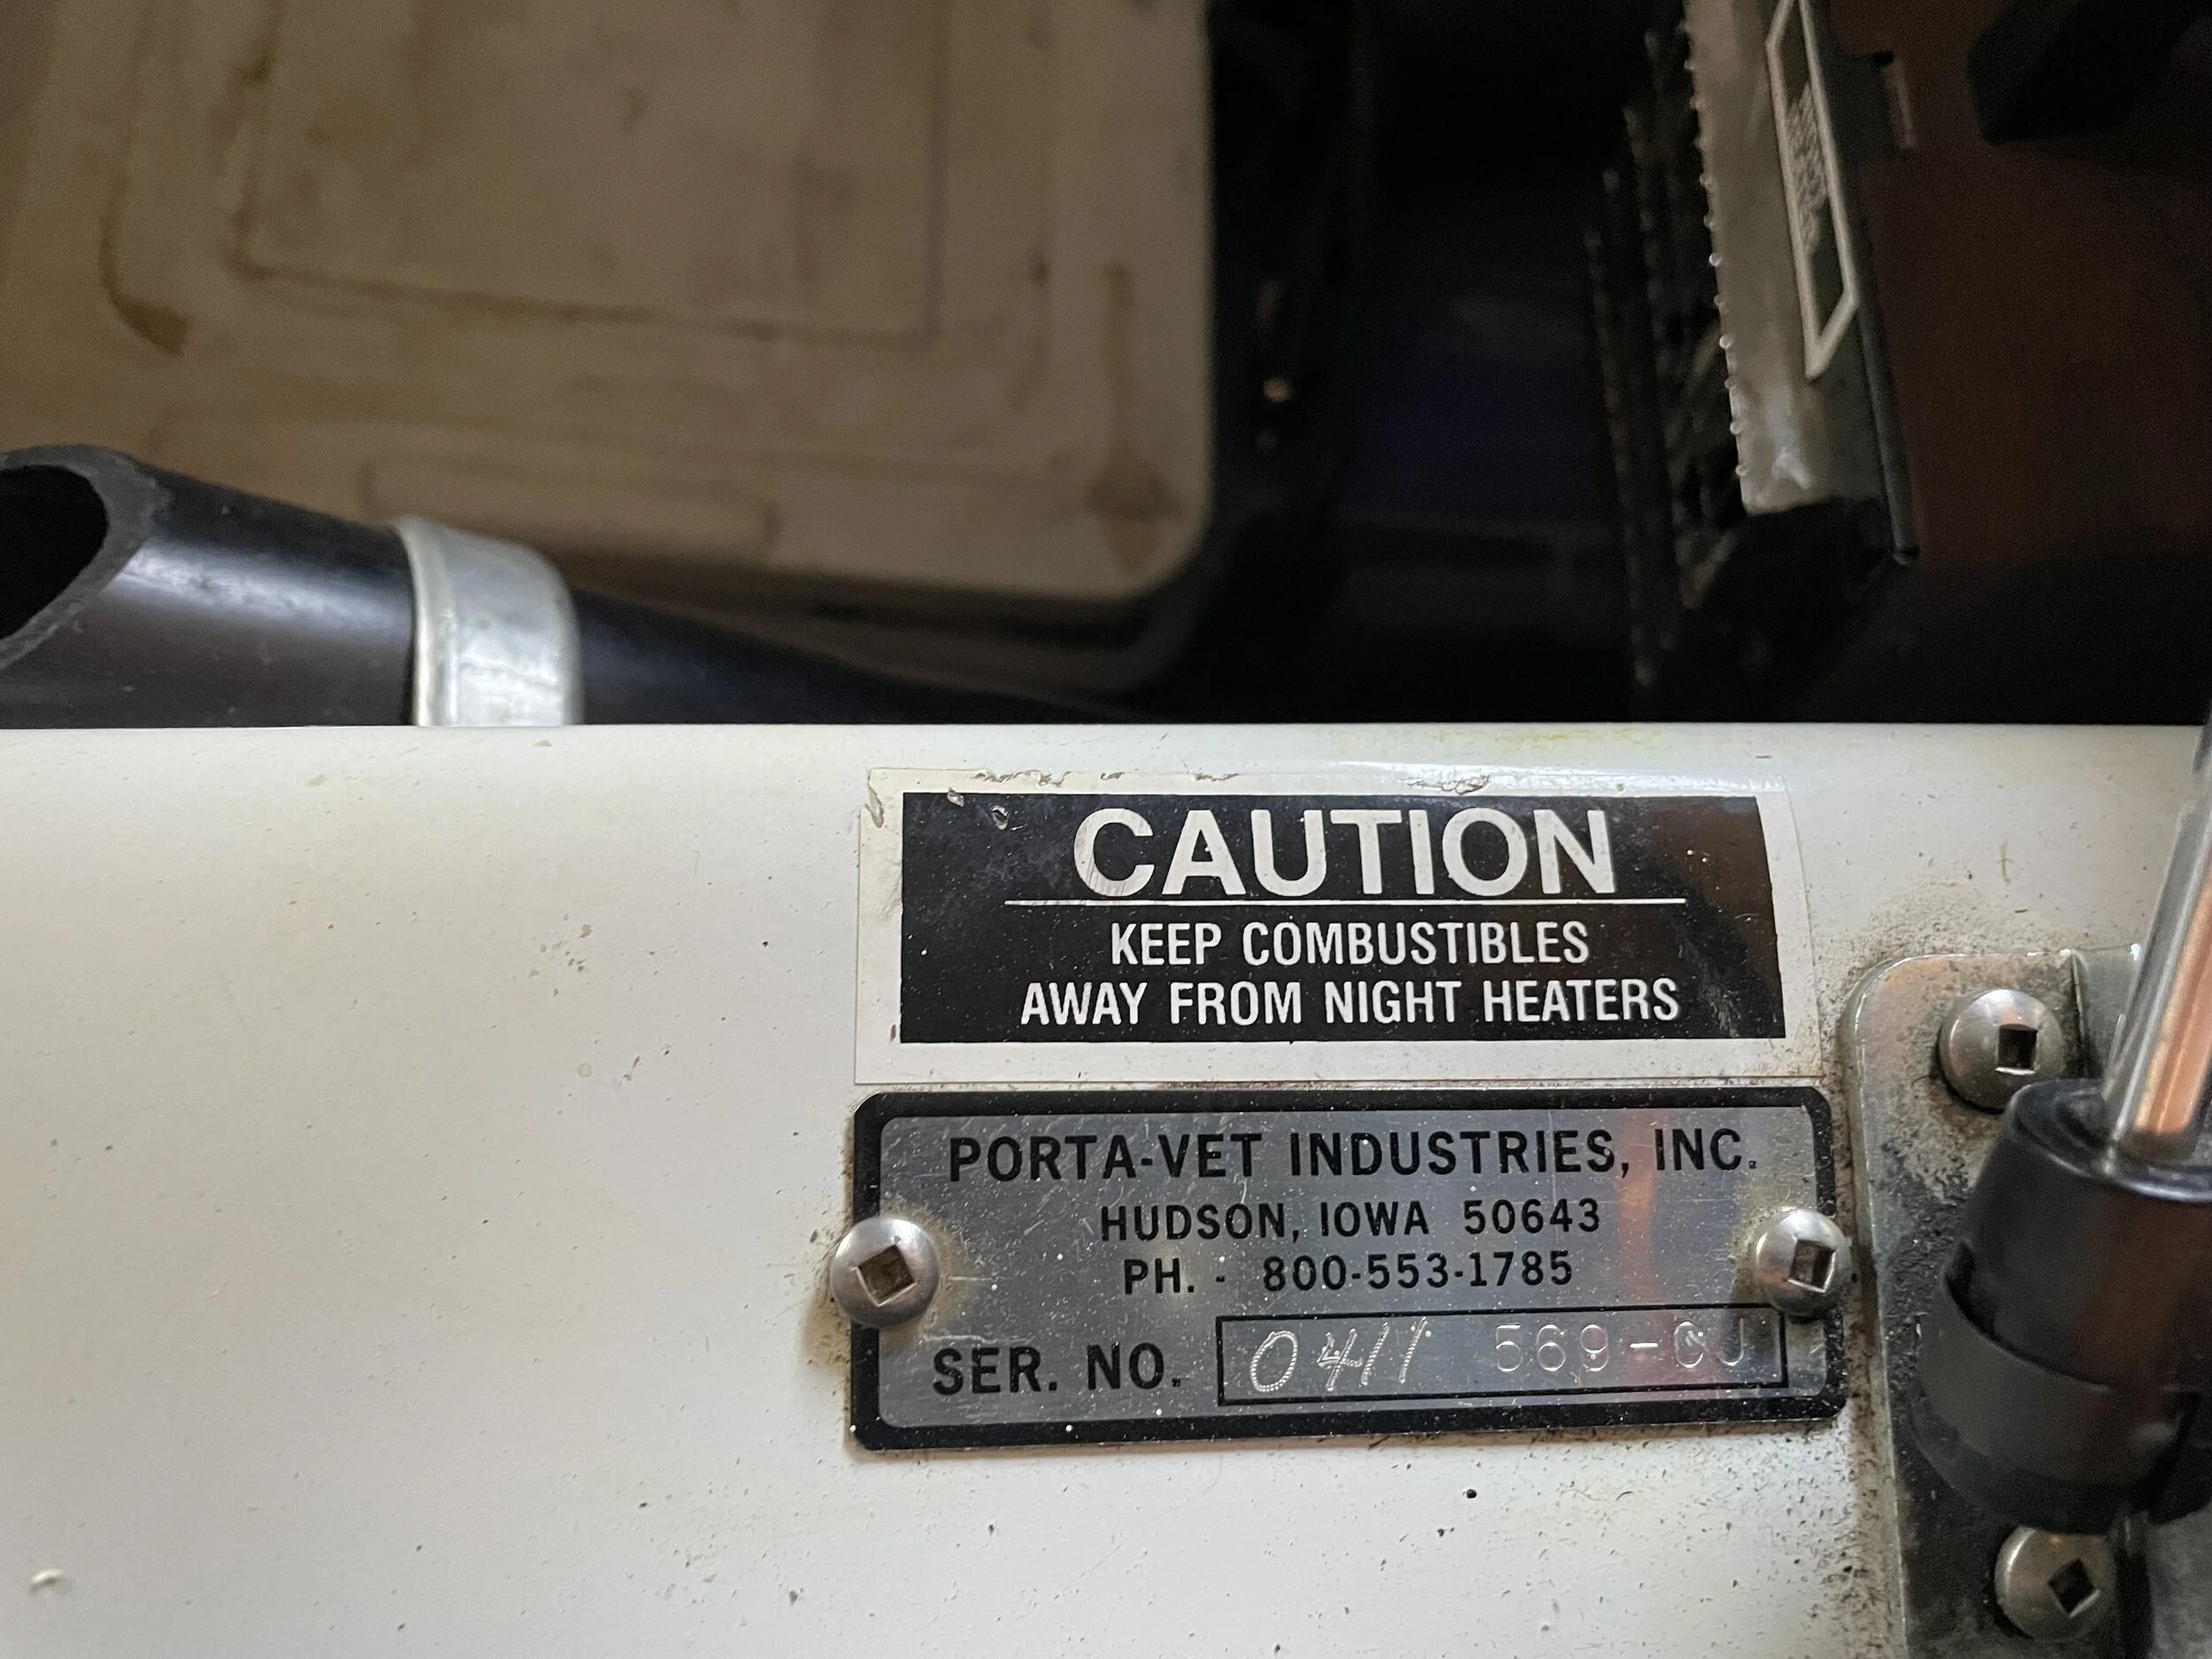 CAUTION
KEEP COMBUSTIBLES
AWAY FROM NIGHT HEATERS
PORTA-VET INDUSTRIES, INC.
HUDSON, IOWA 50643
PH. - 800-553-1785
SER. NO. 0411 569-CJ